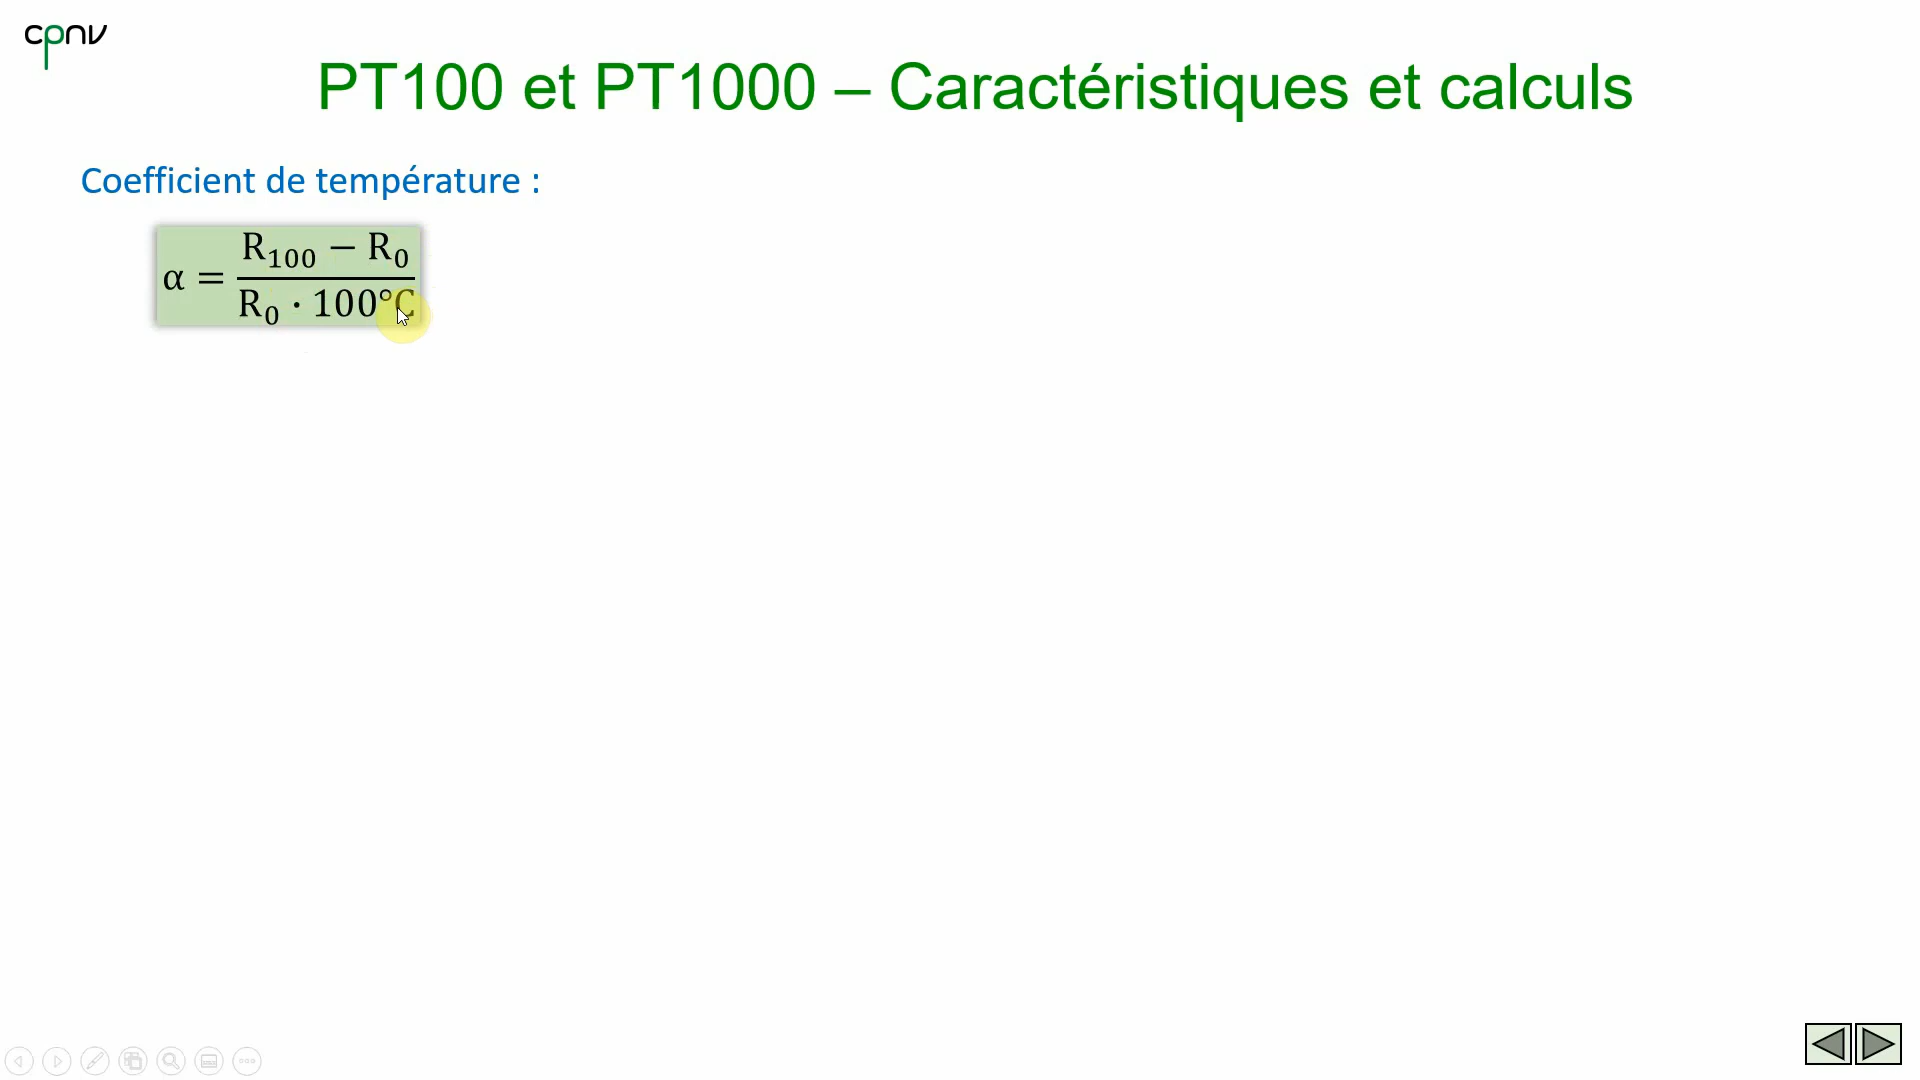 cpnv
PT100 et PT1000 – Caractéristiques et calculs
Coefficient de température :
α = (R₁₀₀ − R₀) / (R₀ · 100°C)